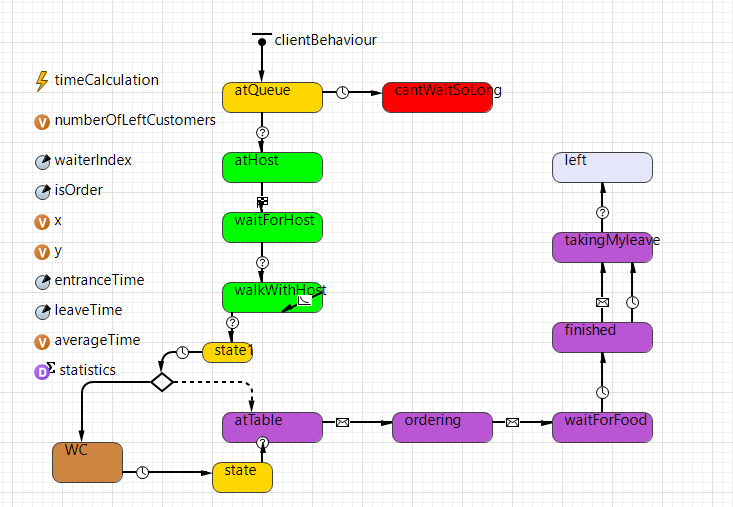 clientBehaviour
timeCalculation
atQueue
cantWaitSoLong
numberOfLeftCustomers
waiterIndex
atHost
left
isOrder
x
waitForHost
y
takingMyleave
entranceTime
walkWithHost
leaveTime
finished
averageTime
state1
statistics
atTable
ordering
waitForFood
WC
state